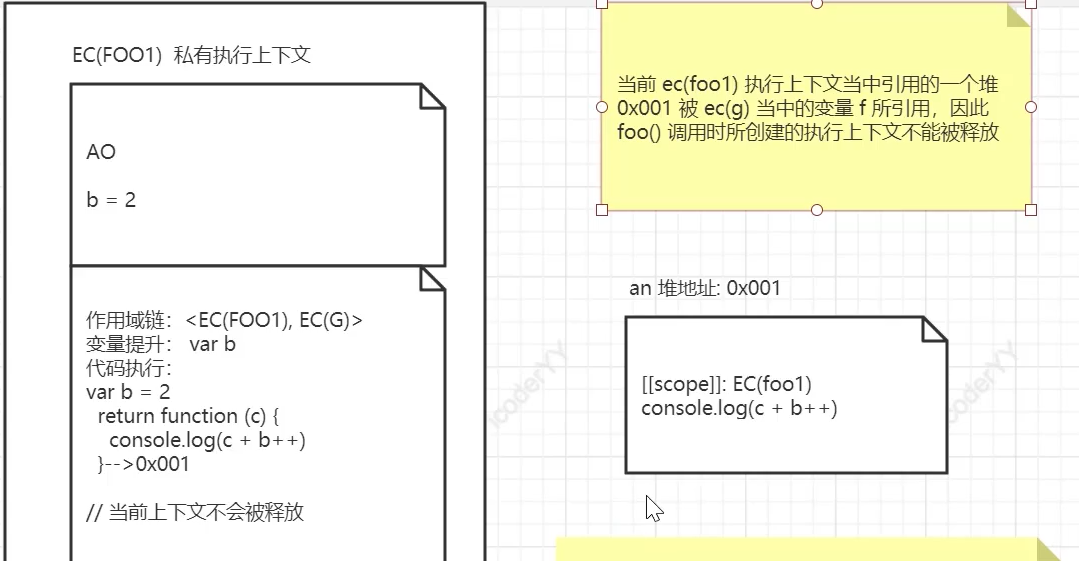 EC(FOO1) 私有执行上下文
AO
b = 2
作用域链：<EC(FOO1), EC(G)>
变量提升： var b
代码执行：
var b = 2
return function (c) {
console.log(c + b++)
}-->0x001
// 当前上下文不会被释放
当前 ec(foo1) 执行上下文当中引用的一个堆
0x001 被 ec(g) 当中的变量 f 所引用，因此
foo() 调用时所创建的执行上下文不能被释放
an 堆地址: 0x001
[[scope]]: EC(foo1)
console.log(c + b++)
lcoderYY
lcoderYY